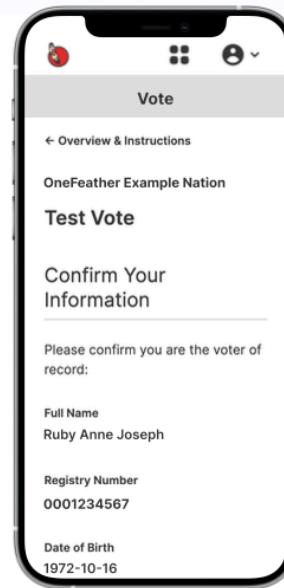 Vote
← Overview & Instructions
OneFeather Example Nation
Test Vote
Confirm Your
Information
Please confirm you are the voter of
record:
Full Name
Ruby Anne Joseph
Registry Number
0001234567
Date of Birth
1972-10-16